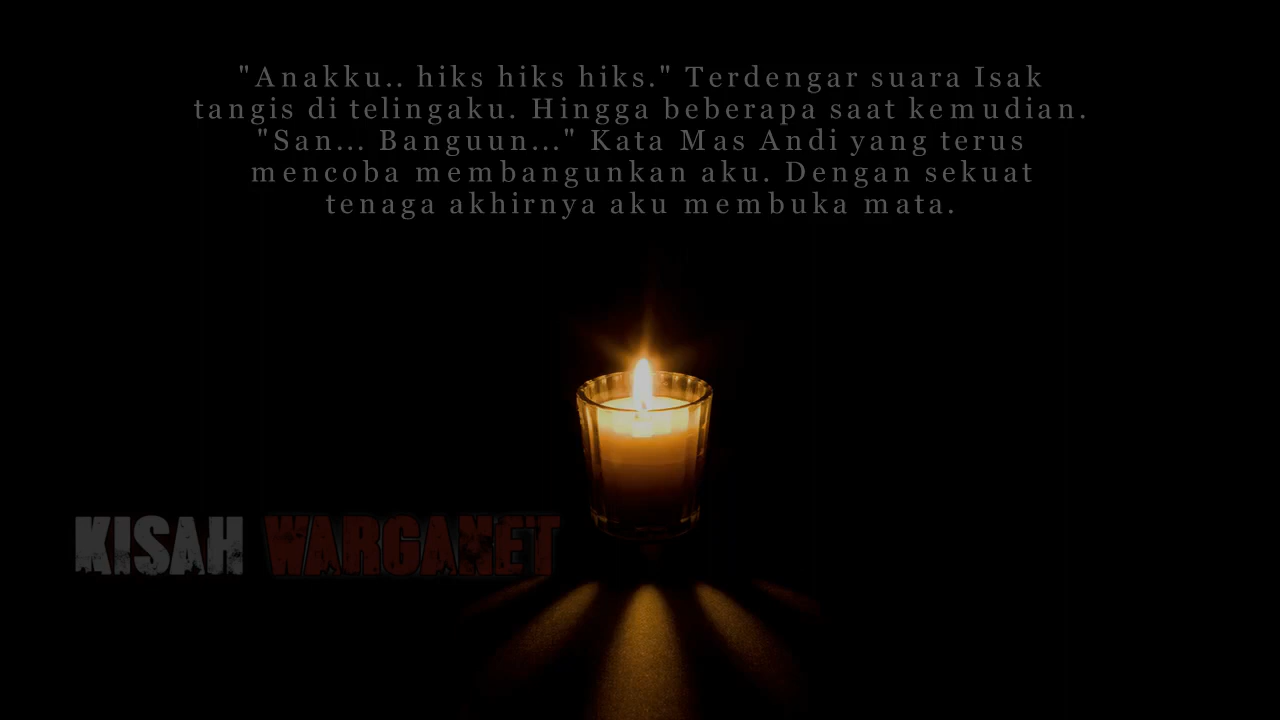 "Anakku.. hiks hiks hiks." Terdengar suara Isak
tangis di telingaku. Hingga beberapa saat kemudian.
"San... Banguun..." Kata Mas Andi yang terus
mencoba membangunkan aku. Dengan sekuat
tenaga akhirnya aku membuka mata.
KISAH WARGANET